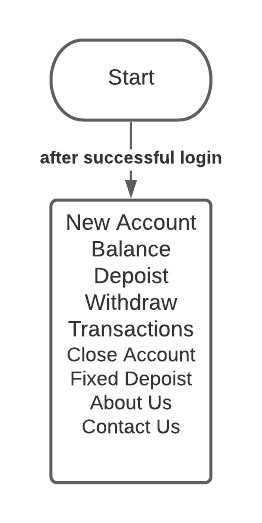 Start
after successful login
New Account
Balance
Depoist
Withdraw
Transactions
Close Account
Fixed Depoist
About Us
Contact Us